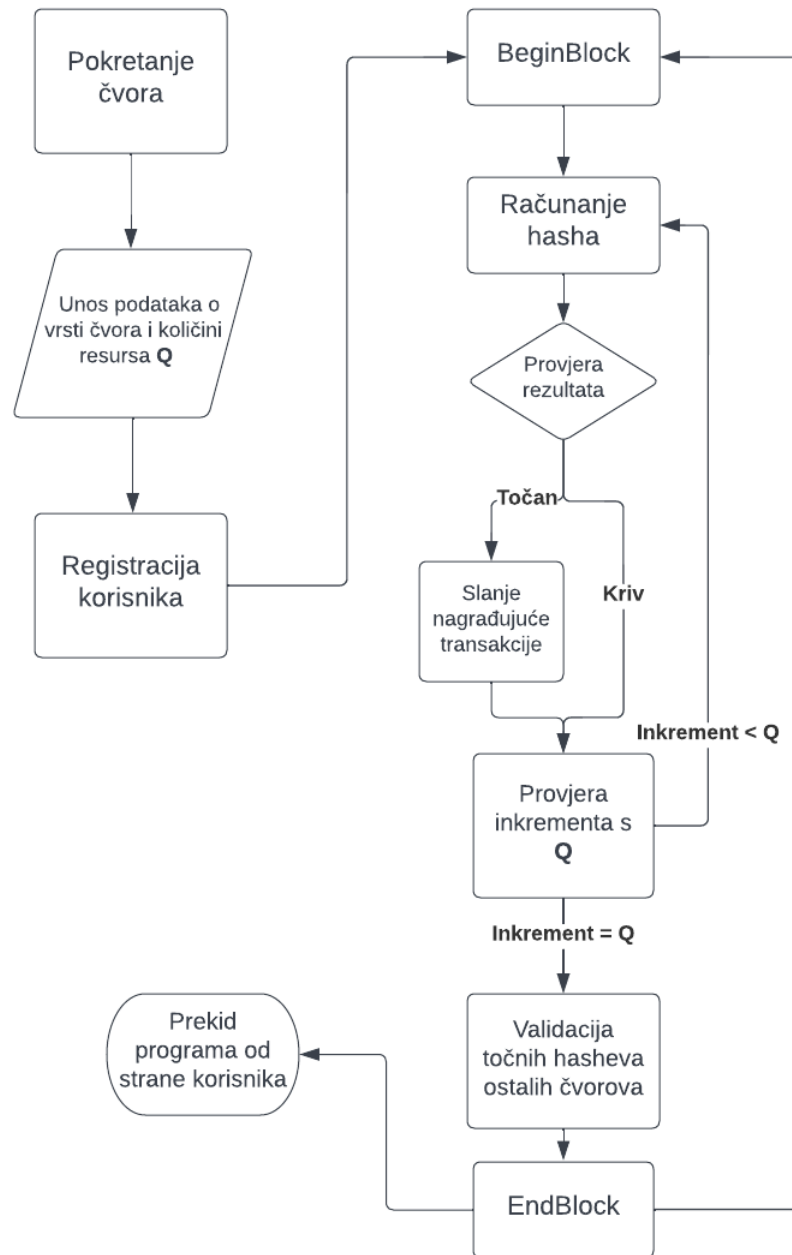 Pokretanje
čvora
Unos podataka o
vrsti čvora i količini
resursa Q
Registracija
korisnika
BeginBlock
Računanje
hasha
Provjera
rezultata
Točan
Slanje
nagrađujuće
transakcije
Kriv
Inkrement < Q
Provjera
inkrementa s
Q
Inkrement = Q
Validacija
točnih hasheva
ostalih čvorova
EndBlock
Prekid
programa od
strane korisnika